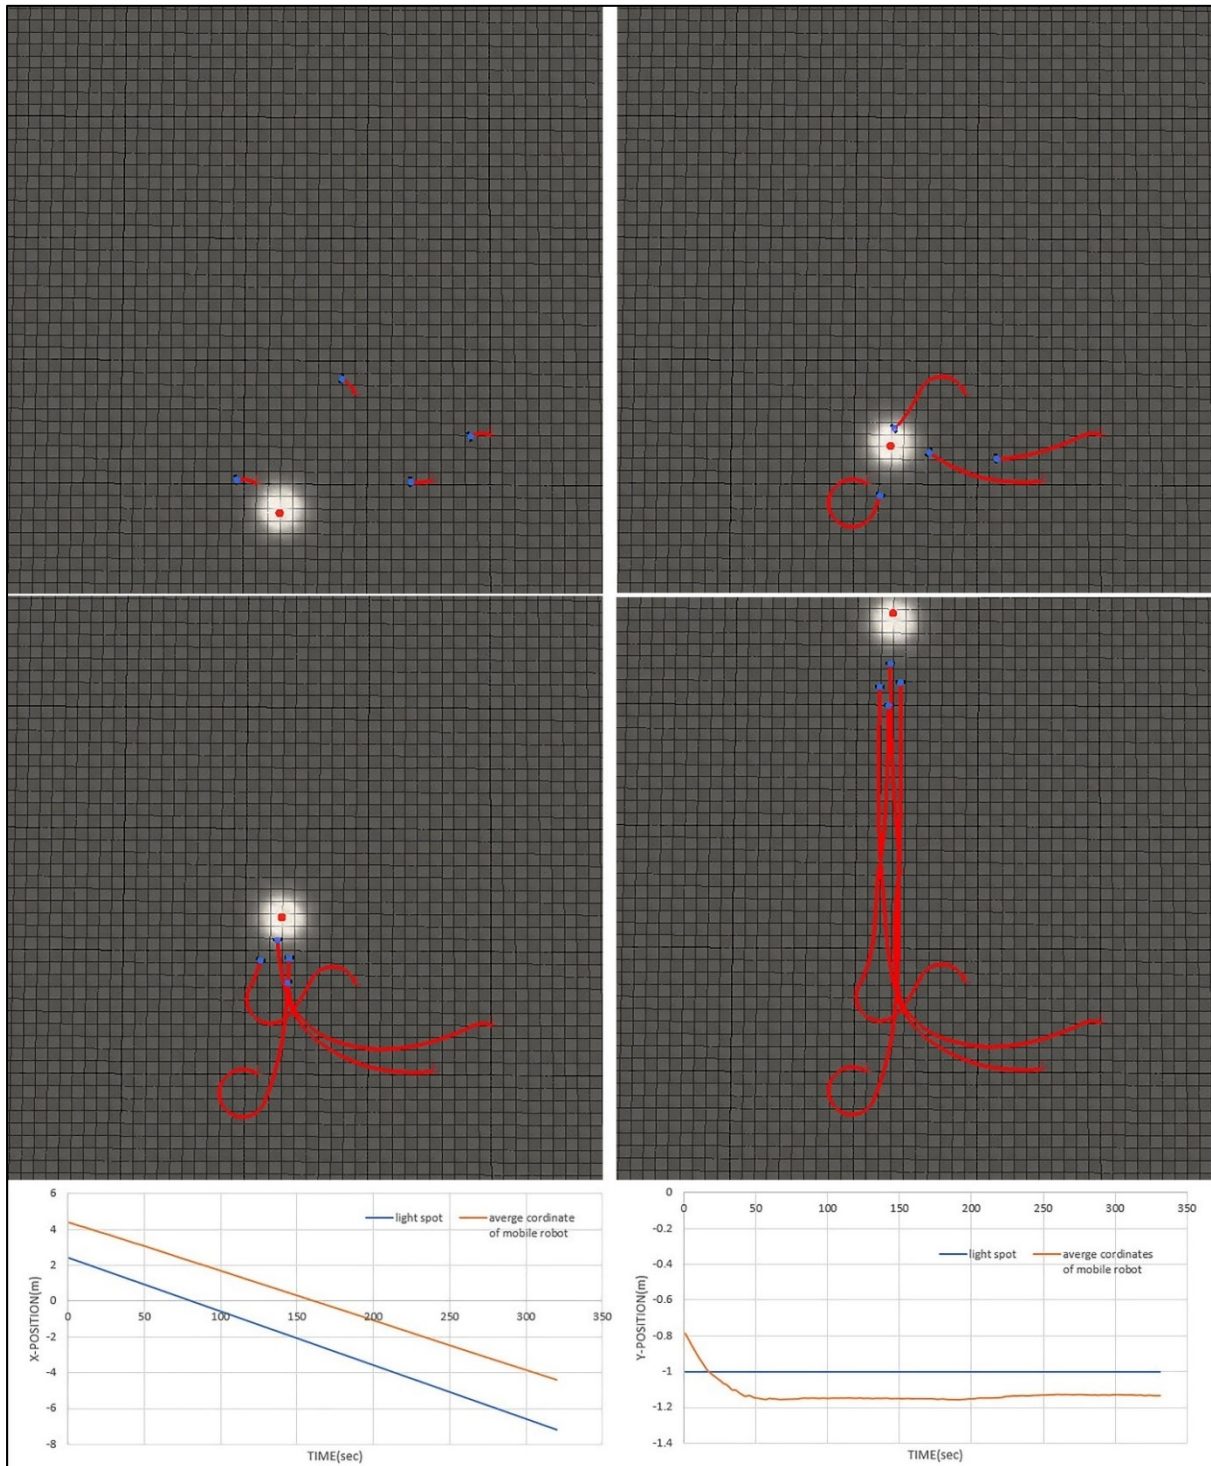 6
4
2
0
-2
-4
-6
-8
X-POSITION(m)
0 50 100 150 200 250 300 350
light spot averge cordinate
of mobile robot
TIME(sec)
0
-0.2
-0.4
-0.6
-0.8
-1
-1.2
-1.4
Y-POSITION(m)
0 50 100 150 200 250 300 350
light spot averge cordinates
of mobile robot
TIME(sec)